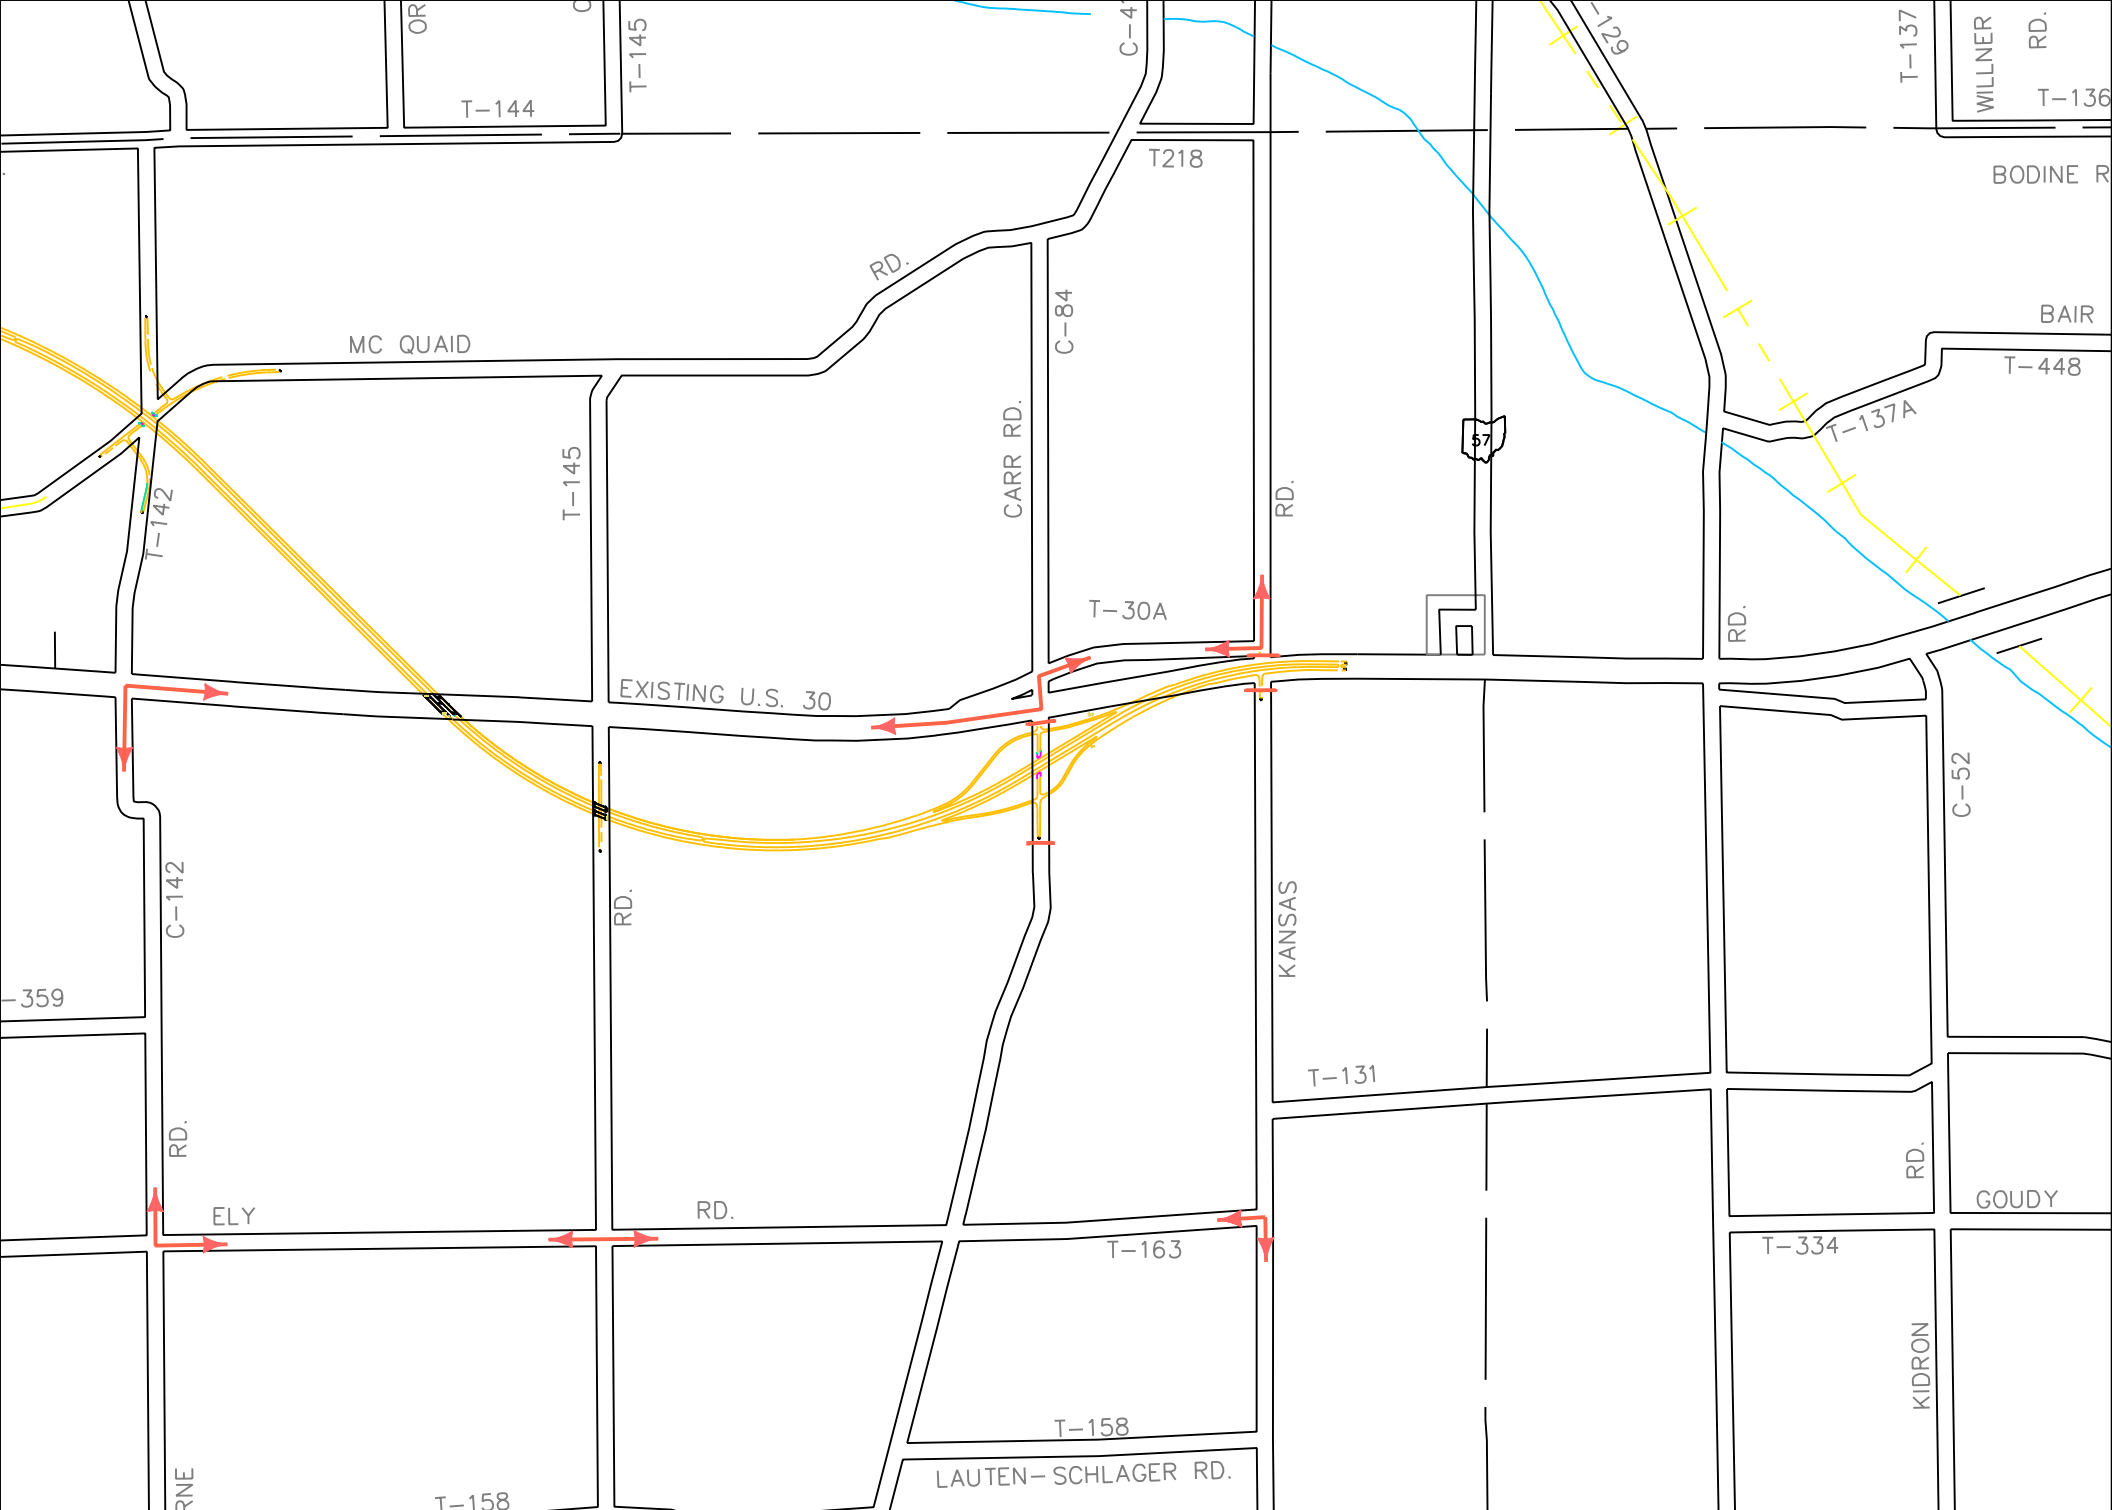 OR
T-145
C-41
-129
T-137
WILLNER
RD.
T-144
T-136
T218
BODINE R
RD.
C-84
BAIR
MC QUAID
T-448
T-137A
57
CARR RD.
T-145
RD.
T-142
T-30A
RD.
EXISTING U.S. 30
C-52
C-142
RD.
KANSAS
-359
T-131
RD.
RD.
ELY
RD.
GOUDY
T-163
T-334
KIDRON
T-158
LAUTEN-SCHLAGER RD.
RNE
T-158